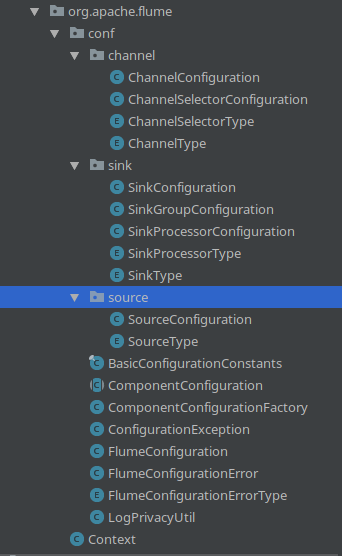 org.apache.flume
conf
channel
C ChannelConfiguration
C ChannelSelectorConfiguration
E ChannelSelectorType
E ChannelType
sink
C SinkConfiguration
C SinkGroupConfiguration
C SinkProcessorConfiguration
E SinkProcessorType
E SinkType
source
C SourceConfiguration
E SourceType
C BasicConfigurationConstants
C ComponentConfiguration
C ComponentConfigurationFactory
C ConfigurationException
C FlumeConfiguration
C FlumeConfigurationError
E FlumeConfigurationErrorType
C LogPrivacyUtil
C Context